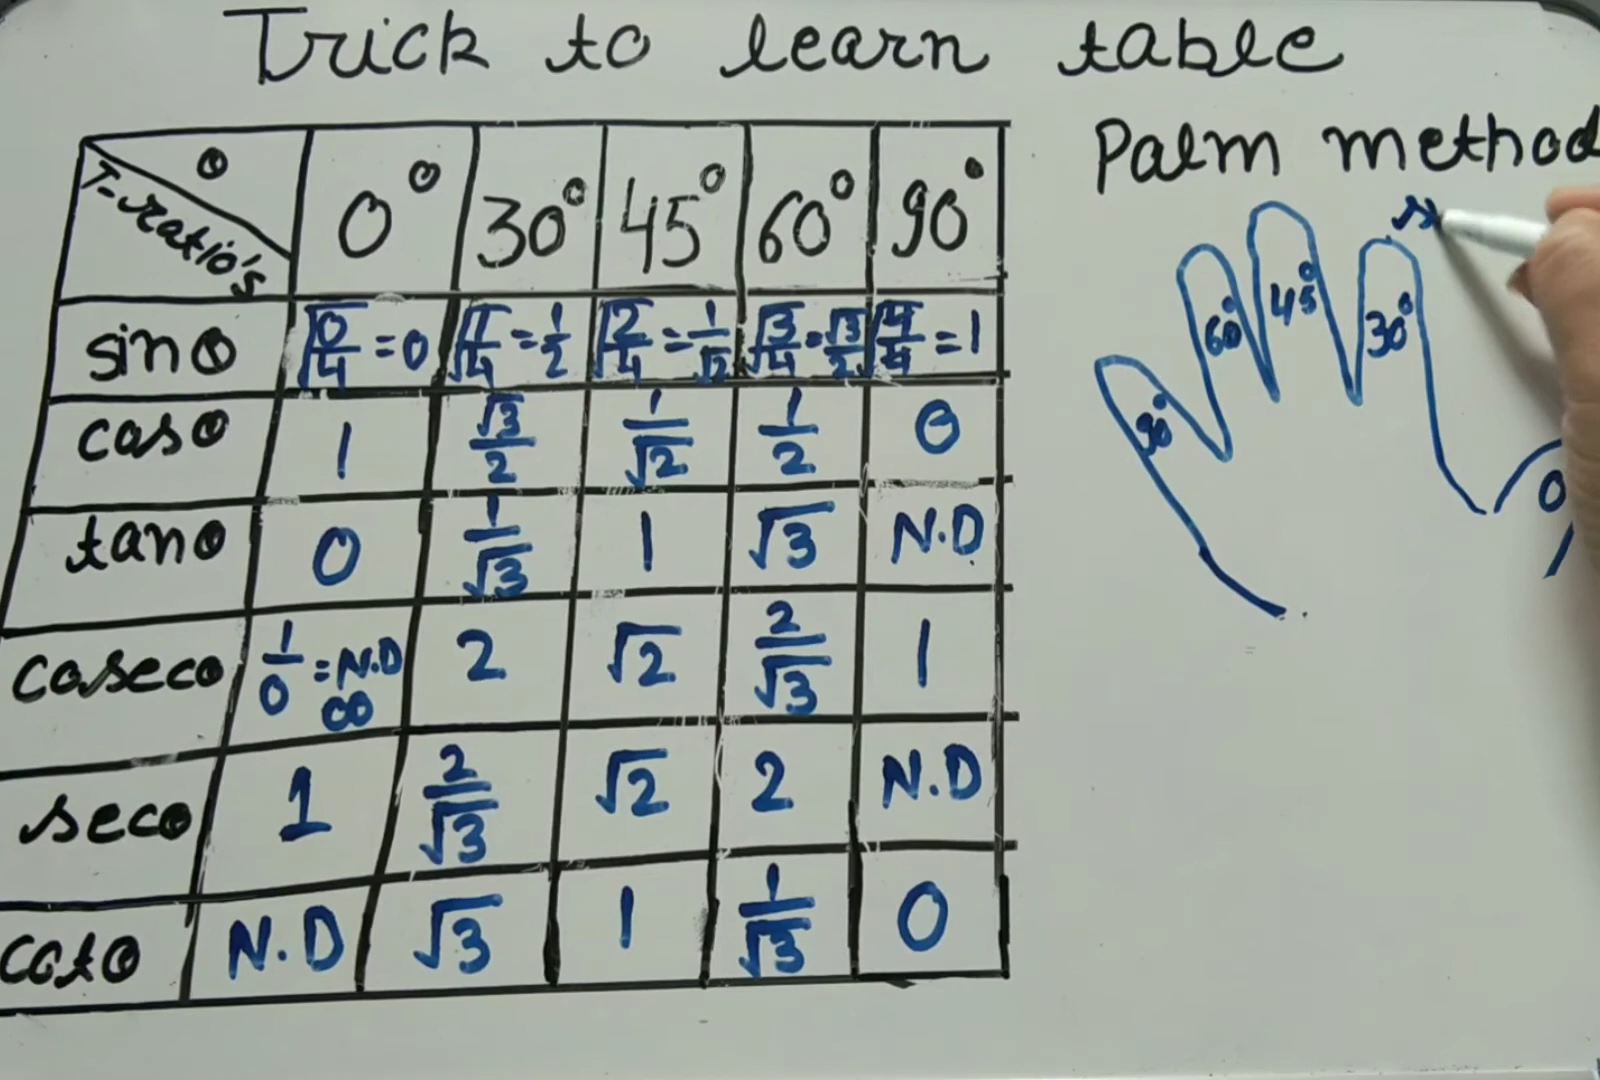 Trick to learn table
Palm method
θ
T-ratio's
0° 30° 45° 60° 90°
sinθ √0/4 = 0 √1/4 = 1/2 √2/4 = 1/√2 √3/4 = √3/2 √4/4 = 1
cosθ 1 √3/2 1/√2 1/2 0
tanθ 0 1/√3 1 √3 N.D
cosecθ 1/0 = N.D ∞ 2 √2 2/√3 1
secθ 1 2/√3 √2 2 N.D
cotθ N.D √3 1 1/√3 0
90° 60° 45° 30° 0